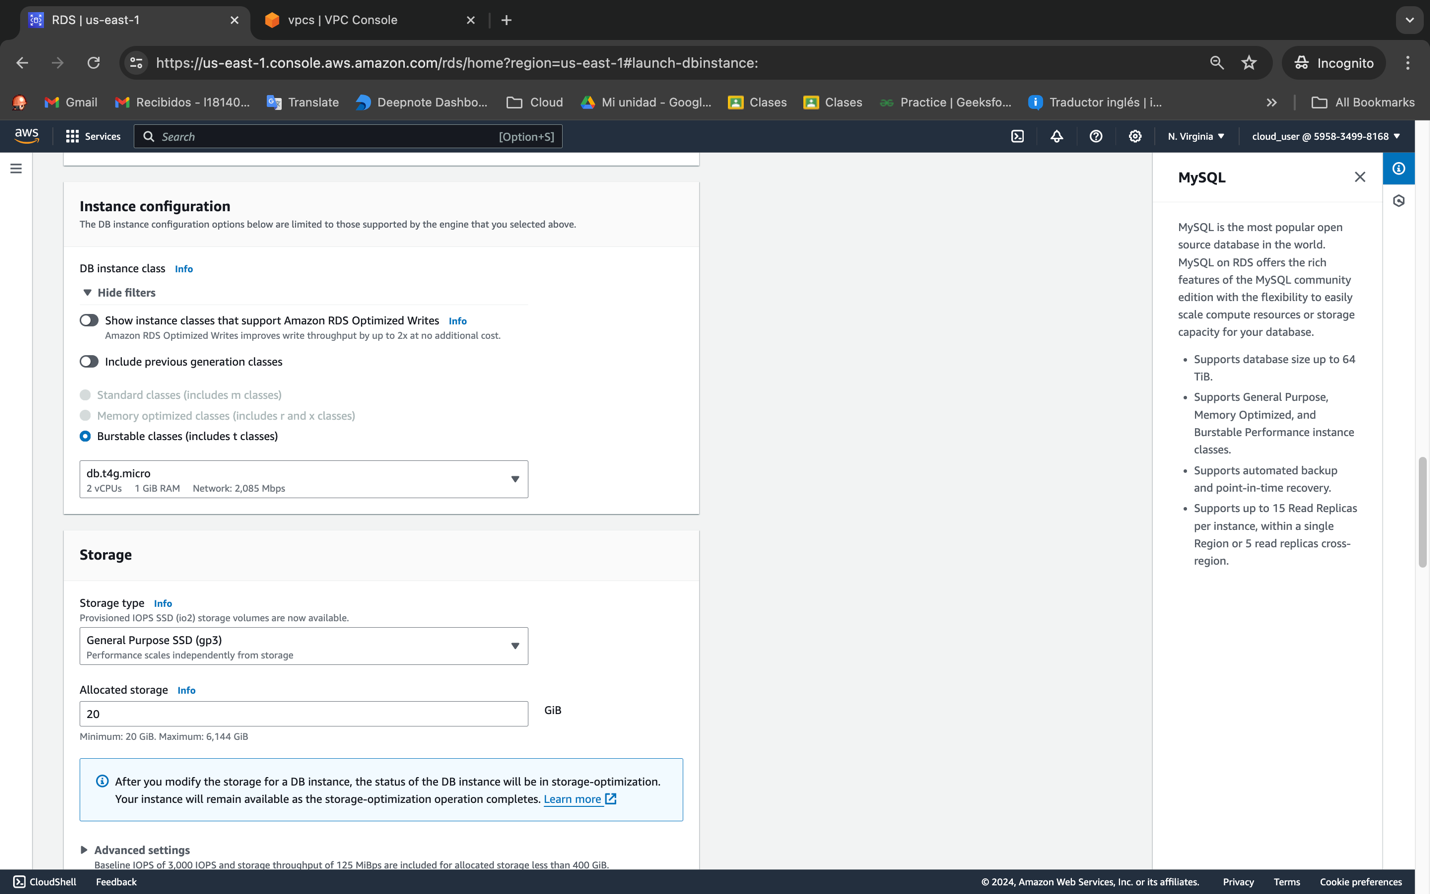 RDS | us-east-1
vpcs | VPC Console
https://us-east-1.console.aws.amazon.com/rds/home?region=us-east-1#launch-dbinstance:
Incognito
Gmail
Recibidos - l18140...
Translate
Deepnote Dashbo...
Cloud
Mi unidad - Googl...
Clases
Clases
Practice | Geeksfo...
Traductor inglés | i...
All Bookmarks
aws
Services
Search
[Option+S]
N. Virginia
cloud_user @ 5958-3499-8168
Instance configuration
The DB instance configuration options below are limited to those supported by the engine that you selected above.
DB instance class Info
Hide filters
Show instance classes that support Amazon RDS Optimized Writes Info
Amazon RDS Optimized Writes improves write throughput by up to 2x at no additional cost.
Include previous generation classes
Standard classes (includes m classes)
Memory optimized classes (includes r and x classes)
Burstable classes (includes t classes)
db.t4g.micro
2 vCPUs 1 GiB RAM Network: 2,085 Mbps
Storage
Storage type Info
Provisioned IOPS SSD (io2) storage volumes are now available.
General Purpose SSD (gp3)
Performance scales independently from storage
Allocated storage Info
20
GiB
Minimum: 20 GiB. Maximum: 6,144 GiB
After you modify the storage for a DB instance, the status of the DB instance will be in storage-optimization.
Your instance will remain available as the storage-optimization operation completes. Learn more
Advanced settings
Baseline IOPS of 3,000 IOPS and storage throughput of 125 MiBps are included for allocated storage less than 400 GiB.
MySQL
MySQL is the most popular open
source database in the world.
MySQL on RDS offers the rich
features of the MySQL community
edition with the flexibility to easily
scale compute resources or storage
capacity for your database.
• Supports database size up to 64
TiB.
• Supports General Purpose,
Memory Optimized, and
Burstable Performance instance
classes.
• Supports automated backup
and point-in-time recovery.
• Supports up to 15 Read Replicas
per instance, within a single
Region or 5 read replicas cross-
region.
CloudShell
Feedback
© 2024, Amazon Web Services, Inc. or its affiliates.
Privacy
Terms
Cookie preferences